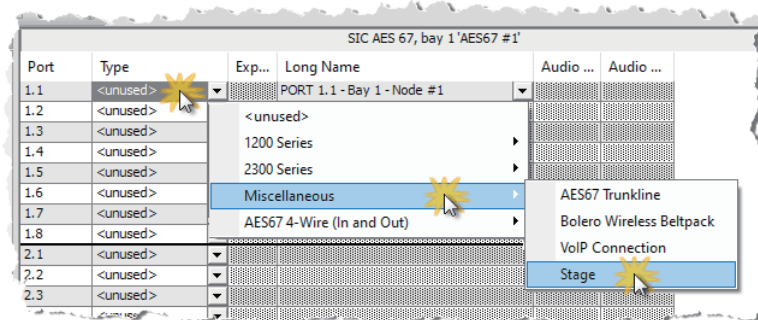 SIC AES 67, bay 1 'AES67 #1'
Port Type Exp... Long Name Audio ... Audio ...
1.1 <unused> PORT 1.1 - Bay 1 - Node #1
1.2 <unused>
1.3 <unused>
1.4 <unused>
1.5 <unused>
1.6 <unused>
1.7 <unused>
1.8 <unused>
2.1 <unused>
2.2 <unused>
2.3 <unused>
<unused>
1200 Series
2300 Series
Miscellaneous
AES67 4-Wire (In and Out)
AES67 Trunkline
Bolero Wireless Beltpack
VoIP Connection
Stage